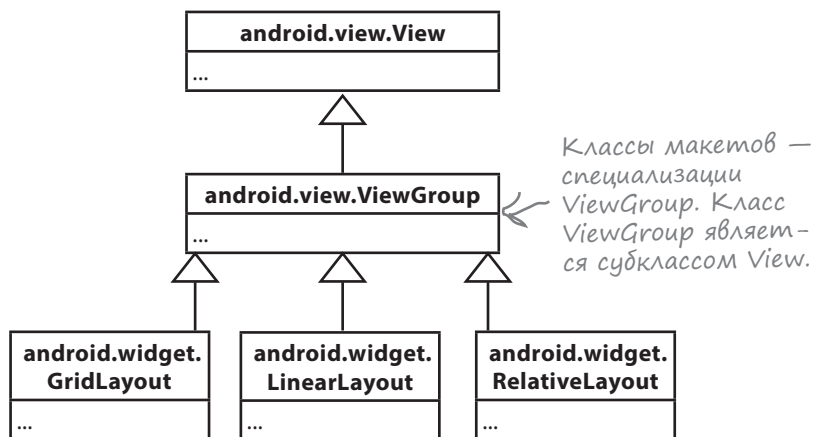 android.view.View
...
android.view.ViewGroup
...
Классы макетов —
специализации
ViewGroup. Класс
ViewGroup являет-
ся субклассом View.
android.widget.
GridLayout
...
android.widget.
LinearLayout
...
android.widget.
RelativeLayout
...